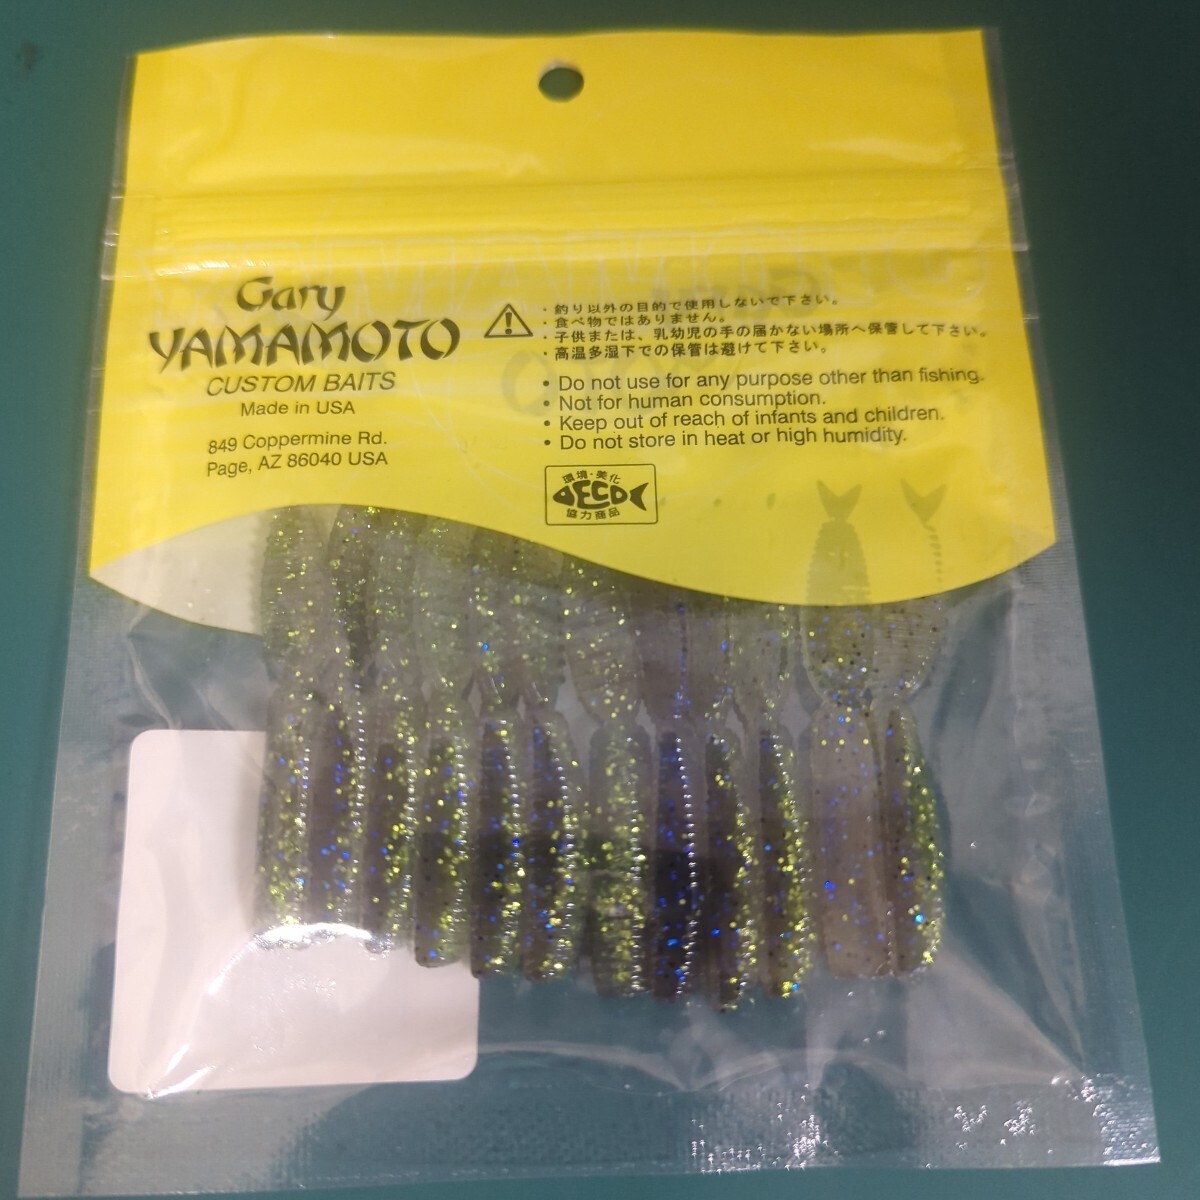 Gary
YAMAMOTO
CUSTOM BAITS
Made in USA
849 Coppermine Rd.
Page, AZ 86040 USA
・釣り以外の目的で使用しないで下さい。
・食べ物ではありません。
・子供または、乳幼児の手の届かない場所へ保管して下さい。
・高温多湿下での保管は避けて下さい。
• Do not use for any purpose other than fishing.
• Not for human consumption.
• Keep out of reach of infants and children.
• Do not store in heat or high humidity.
環境・美化
ECO
協力商品